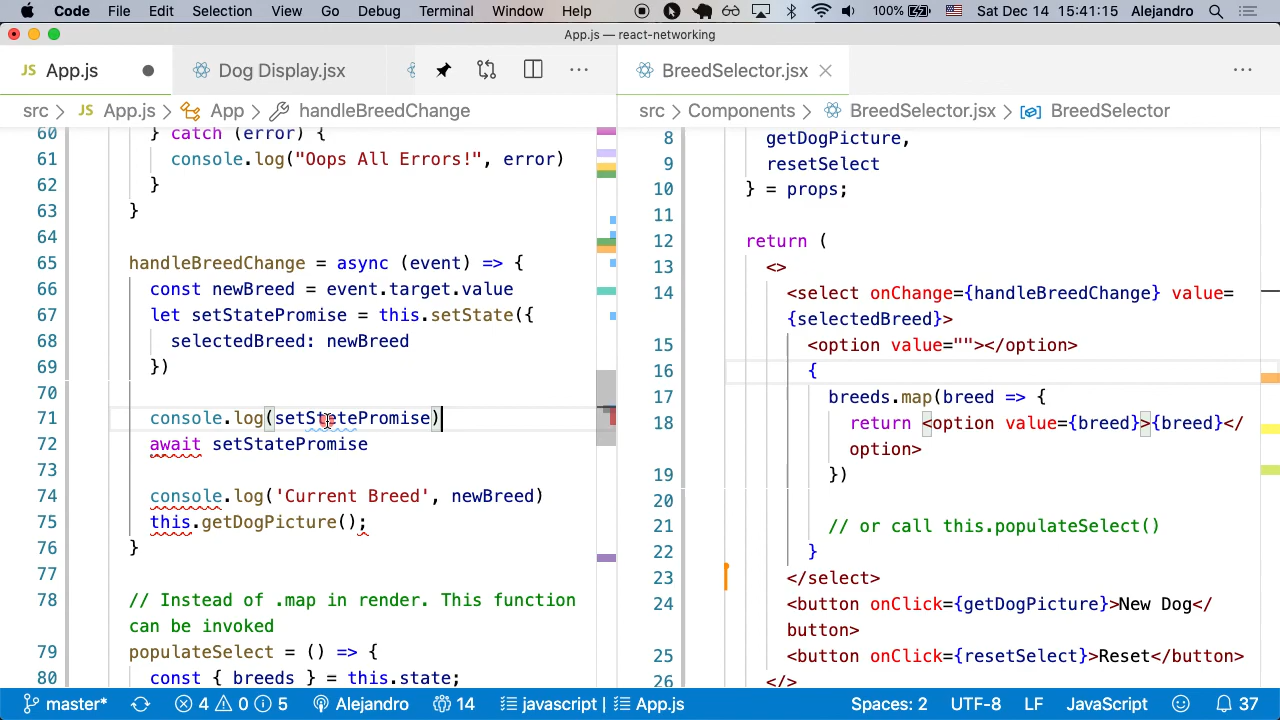 Code File Edit Selection View Go Debug Terminal Window Help 100% Sat Dec 14 15:41:15 Alejandro
App.js — react-networking
JS App.js Dog Display.jsx
src > JS App.js > App > handleBreedChange
60 } catch (error) {
61 console.log("Oops All Errors!", error)
62 }
63 }
64
65 handleBreedChange = async (event) => {
66 const newBreed = event.target.value
67 let setStatePromise = this.setState({
68 selectedBreed: newBreed
69 })
70
71 console.log(setStatePromise)
72 await setStatePromise
73
74 console.log('Current Breed', newBreed)
75 this.getDogPicture();
76 }
77
78 // Instead of .map in render. This function
can be invoked
79 populateSelect = () => {
80 const { breeds } = this.state;
BreedSelector.jsx
src > Components > BreedSelector.jsx > BreedSelector
8 getDogPicture,
9 resetSelect
10 } = props;
11
12 return (
13 <>
14 <select onChange={handleBreedChange} value=
{selectedBreed}>
15 <option value=""></option>
16 {
17 breeds.map(breed => {
18 return <option value={breed}>{breed}</
option>
19 })
20
21 // or call this.populateSelect()
22 }
23 </select>
24 <button onClick={getDogPicture}>New Dog</
button>
25 <button onClick={resetSelect}>Reset</button>
26 </>
master* 4 0 5 Alejandro 14 javascript | App.js Spaces: 2 UTF-8 LF JavaScript 37